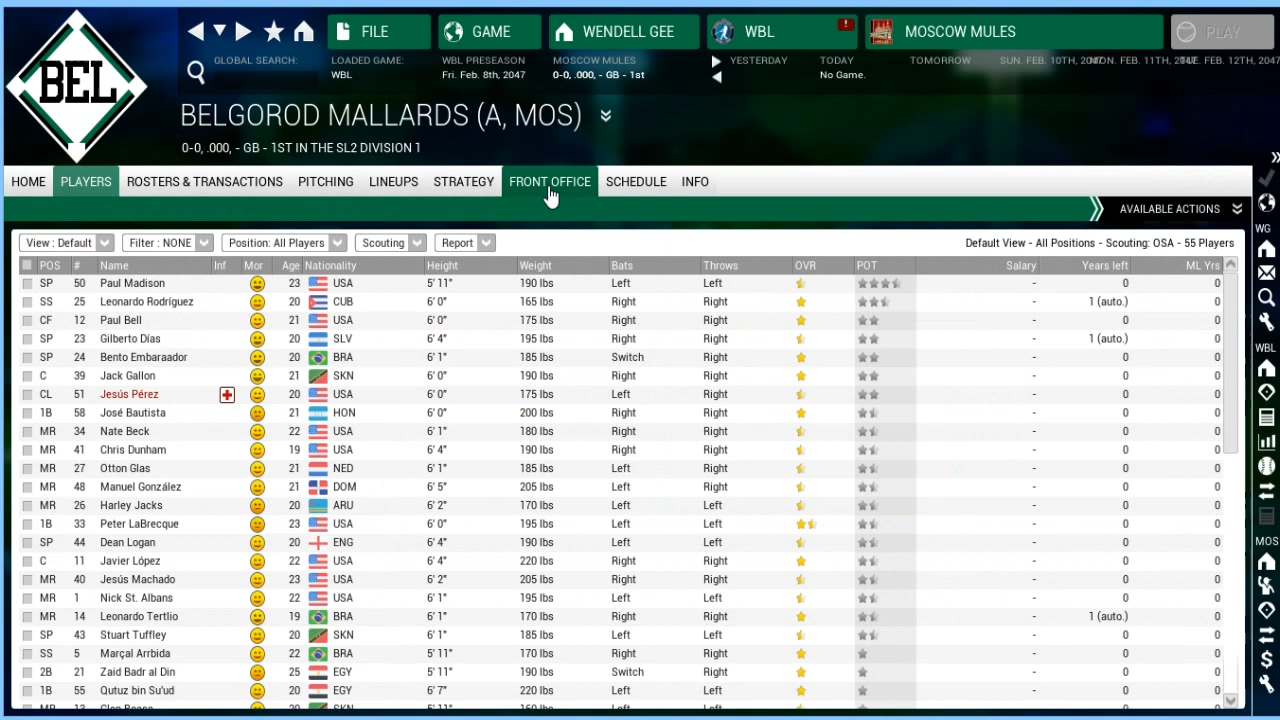 BEL
FILE
GAME
WENDELL GEE
WBL
!
MOSCOW MULES
PLAY
GLOBAL SEARCH:
LOADED GAME:
WBL
WBL PRESEASON
Fri. Feb. 8th, 2047
MOSCOW MULES
0-0, .000, - GB - 1st
YESTERDAY
TODAY
No Game.
TOMORROW
SUN. FEB. 10TH, 2047
MON. FEB. 11TH, 2047
TUE. FEB. 12TH, 2047
BELGOROD MALLARDS (A, MOS)
0-0, .000, - GB - 1ST IN THE SL2 DIVISION 1
HOME PLAYERS ROSTERS & TRANSACTIONS PITCHING LINEUPS STRATEGY FRONT OFFICE SCHEDULE INFO
AVAILABLE ACTIONS
View : Default Filter : NONE Position: All Players Scouting Report Default View - All Positions - Scouting: OSA - 55 Players
POS # Name Inf Mor Age Nationality Height Weight Bats Throws OVR POT Salary Years left ML Yrs
SP 50 Paul Madison 23 USA 5' 11" 190 lbs Left Left - 0 0
SS 25 Leonardo Rodríguez 20 CUB 6' 0" 165 lbs Right Right - 1 (auto.) 0
CF 12 Paul Bell 21 USA 6' 0" 175 lbs Right Right - 0 0
SP 23 Gilberto Días 20 SLV 6' 4" 195 lbs Right Right - 1 (auto.) 0
SP 24 Bento Embaraador 20 BRA 6' 1" 185 lbs Switch Right - 0 0
C 39 Jack Gallon 21 SKN 6' 0" 190 lbs Right Right - 0 0
CL 51 Jesús Pérez 20 USA 6' 0" 175 lbs Left Right - 0 0
1B 58 José Bautista 21 HON 6' 0" 200 lbs Right Right - 0 0
MR 34 Nate Beck 22 USA 6' 1" 180 lbs Right Right - 0 0
MR 41 Chris Dunham 19 USA 6' 4" 190 lbs Right Right - 0 0
MR 27 Otton Glas 21 NED 6' 1" 185 lbs Left Right - 0 0
MR 48 Manuel González 21 DOM 6' 5" 205 lbs Left Right - 0 0
MR 26 Harley Jacks 20 ARU 6' 2" 170 lbs Left Left - 0 0
1B 33 Peter LaBrecque 23 USA 6' 0" 195 lbs Left Left - 0 0
SP 44 Dean Logan 20 ENG 6' 4" 190 lbs Left Left - 0 0
C 11 Javier López 22 USA 6' 4" 220 lbs Right Right - 0 0
MR 40 Jesús Machado 23 USA 6' 2" 205 lbs Right Right - 0 0
MR 1 Nick St. Albans 22 USA 6' 1" 195 lbs Left Left - 0 0
MR 14 Leonardo Tertlio 19 BRA 6' 1" 170 lbs Right Right - 1 (auto.) 0
SP 43 Stuart Tuffley 20 SKN 6' 1" 185 lbs Left Left - 0 0
SS 5 Marçal Arrbida 22 BRA 5' 11" 170 lbs Right Right - 0 0
2B 21 Zaid Badr al Din 25 EGY 5' 11" 190 lbs Switch Right - 0 0
1B 55 Qutuz bin Su'ud 20 EGY 6' 7" 220 lbs Left Left - 0 0
WG
WBL
MOS